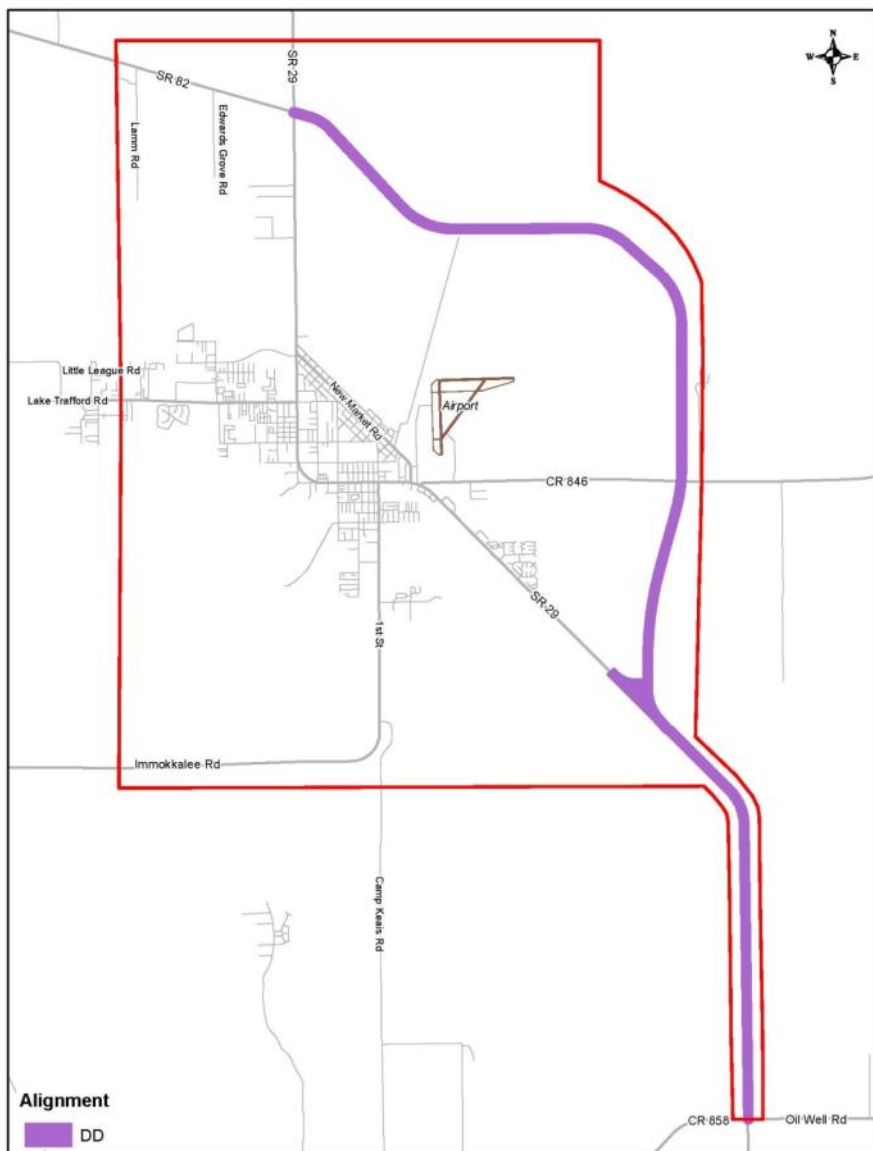 N
W E
S
SR 82
SR 29
Lamm Rd
Edwards Grove Rd
Little League Rd
Lake Trafford Rd
New Market Rd
Airport
CR 846
SR 29
1st St
Immokkalee Rd
Camp Keais Rd
CR 858
Oil Well Rd
Alignment
DD